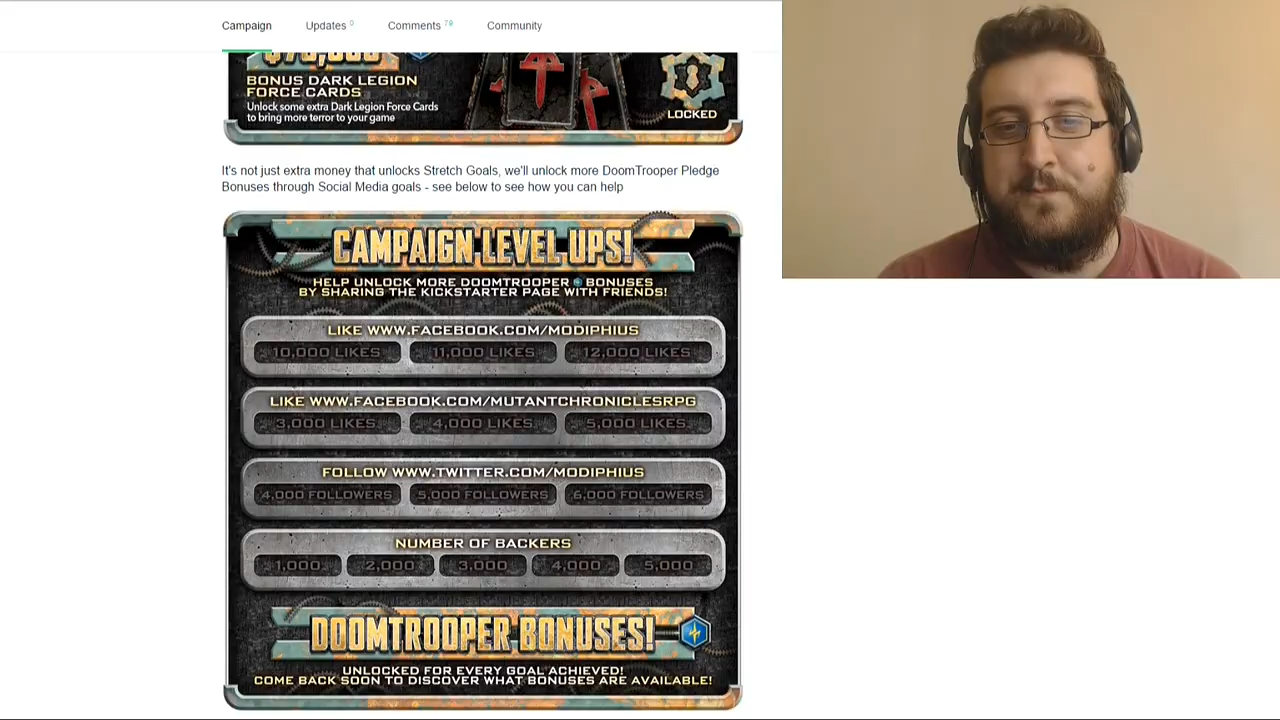 Campaign Updates 0 Comments 79 Community
BONUS DARK LEGION
FORCE CARDS
Unlock some extra Dark Legion Force Cards
to bring more terror to your game
LOCKED
It's not just extra money that unlocks Stretch Goals, we'll unlock more DoomTrooper Pledge
Bonuses through Social Media goals - see below to see how you can help
CAMPAIGN LEVEL UPS!
HELP UNLOCK MORE DOOMTROOPER BONUSES
BY SHARING THE KICKSTARTER PAGE WITH FRIENDS!
LIKE WWW.FACEBOOK.COM/MODIPHIUS
10,000 LIKES 11,000 LIKES 12,000 LIKES
LIKE WWW.FACEBOOK.COM/MUTANTCHRONICLESRPG
3,000 LIKES 4,000 LIKES 5,000 LIKES
FOLLOW WWW.TWITTER.COM/MODIPHIUS
4,000 FOLLOWERS 5,000 FOLLOWERS 6,000 FOLLOWERS
NUMBER OF BACKERS
1,000 2,000 3,000 4,000 5,000
DOOMTROOPER BONUSES!
UNLOCKED FOR EVERY GOAL ACHIEVED!
COME BACK SOON TO DISCOVER WHAT BONUSES ARE AVAILABLE!